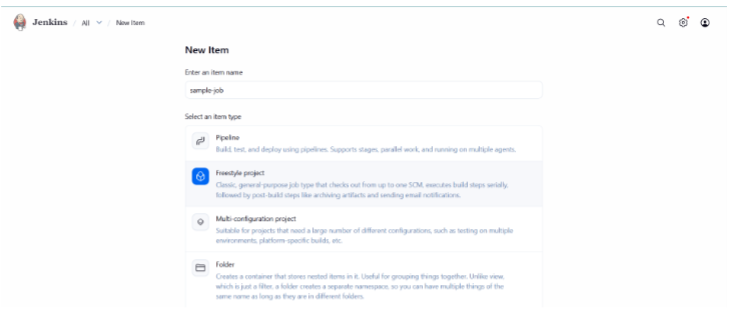 Jenkins / All / New Item
New Item
Enter an item name
sample-job
Select an item type
Pipeline
Build, test, and deploy using pipelines. Supports stages, parallel work, and running on multiple agents.
Freestyle project
Classic, general-purpose job type that checks out from up to one SCM, executes build steps serially,
followed by post-build steps like archiving artifacts and sending email notifications.
Multi-configuration project
Suitable for projects that need a large number of different configurations, such as testing on multiple
environments, platform-specific builds, etc.
Folder
Creates a container that stores nested items in it. Useful for grouping things together. Unlike view,
which is just a filter, a folder creates a separate namespace, so you can have multiple things of the
same name as long as they are in different folders.